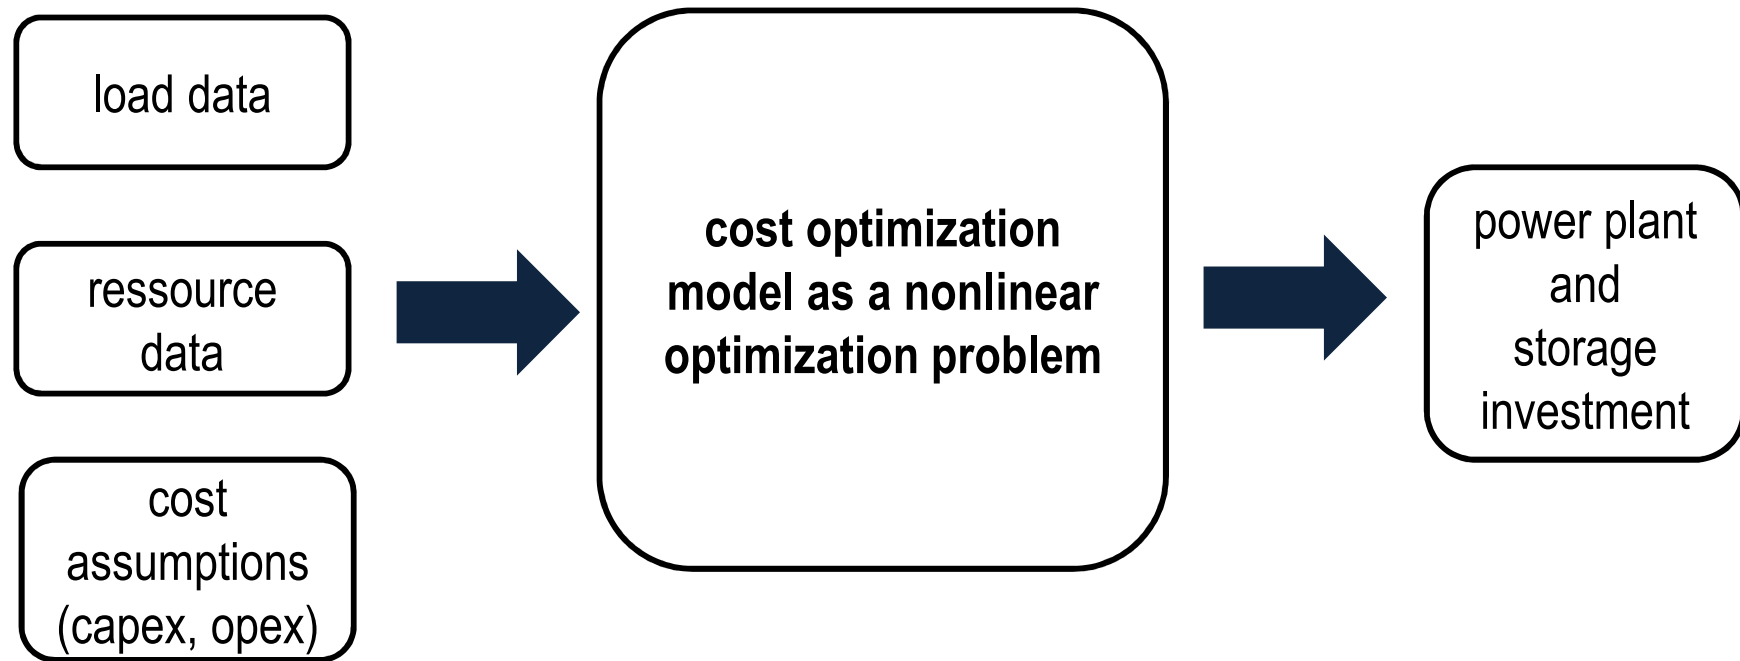 load data
ressource
data
cost
assumptions
(capex, opex)
cost optimization
model as a nonlinear
optimization problem
power plant
and
storage
investment